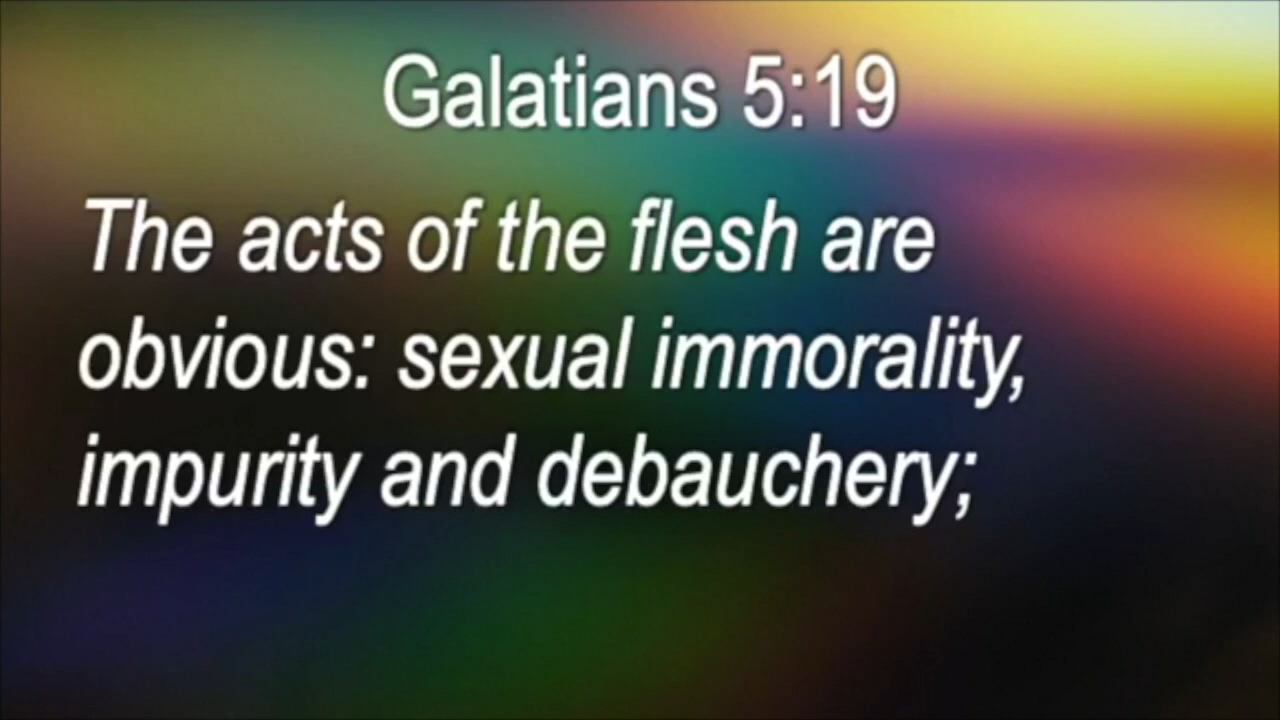 Galatians 5:19
The acts of the flesh are
obvious: sexual immorality,
impurity and debauchery;